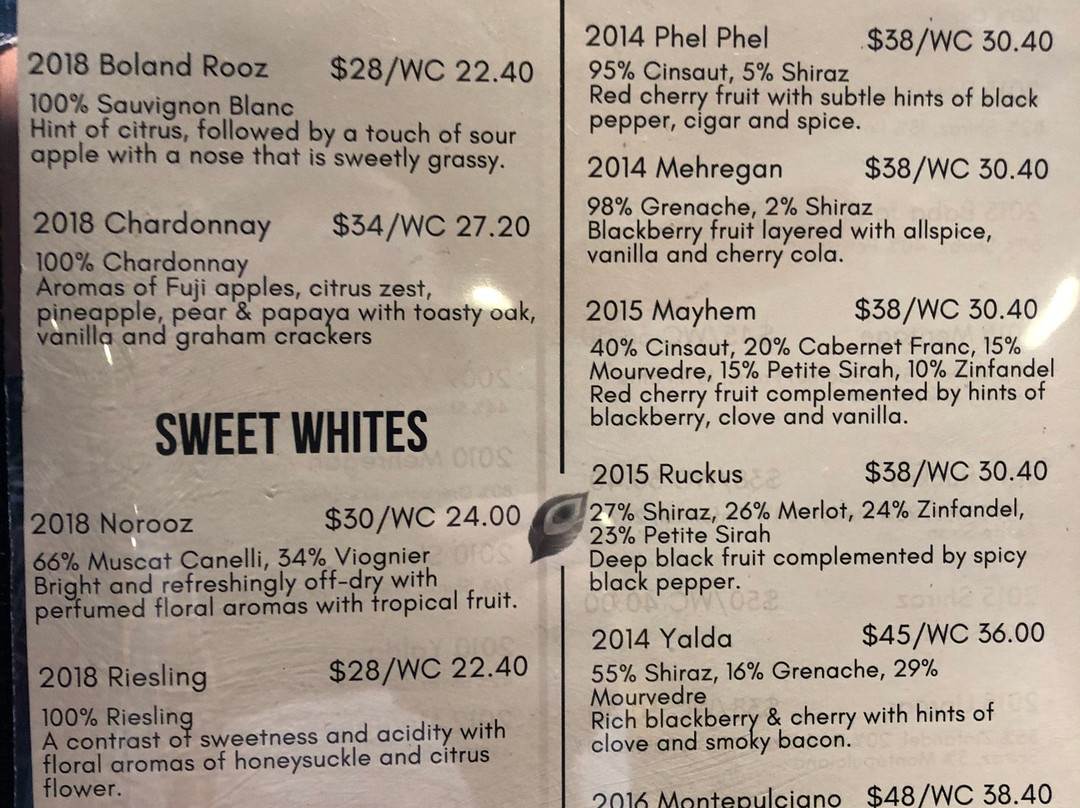 2018 Boland Rooz $28/WC 22.40
100% Sauvignon Blanc
Hint of citrus, followed by a touch of sour
apple with a nose that is sweetly grassy.
2018 Chardonnay $34/WC 27.20
100% Chardonnay
Aromas of Fuji apples, citrus zest,
pineapple, pear & papaya with toasty oak,
vanilla and graham crackers
SWEET WHITES
2018 Norooz $30/WC 24.00
66% Muscat Canelli, 34% Viognier
Bright and refreshingly off-dry with
perfumed floral aromas with tropical fruit.
2018 Riesling $28/WC 22.40
100% Riesling
A contrast of sweetness and acidity with
floral aromas of honeysuckle and citrus
flower.
2014 Phel Phel $38/WC 30.40
95% Cinsaut, 5% Shiraz
Red cherry fruit with subtle hints of black
pepper, cigar and spice.
2014 Mehregan $38/WC 30.40
98% Grenache, 2% Shiraz
Blackberry fruit layered with allspice,
vanilla and cherry cola.
2015 Mayhem $38/WC 30.40
40% Cinsaut, 20% Cabernet Franc, 15%
Mourvedre, 15% Petite Sirah, 10% Zinfandel
Red cherry fruit complemented by hints of
blackberry, clove and vanilla.
2015 Ruckus $38/WC 30.40
27% Shiraz, 26% Merlot, 24% Zinfandel,
23% Petite Sirah
Deep black fruit complemented by spicy
black pepper.
2014 Yalda $45/WC 36.00
55% Shiraz, 16% Grenache, 29%
Mourvedre
Rich blackberry & cherry with hints of
clove and smoky bacon.
2016 Montepulciano $48/WC 38.40